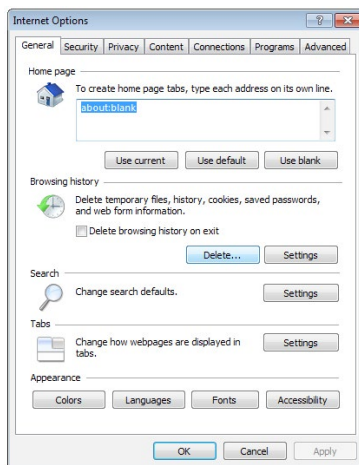 Internet Options
General Security Privacy Content Connections Programs Advanced
Home page
To create home page tabs, type each address on its own line.
about:blank
Use current Use default Use blank
Browsing history
Delete temporary files, history, cookies, saved passwords,
and web form information.
Delete browsing history on exit
Delete... Settings
Search
Change search defaults. Settings
Tabs
Change how webpages are displayed in
tabs. Settings
Appearance
Colors Languages Fonts Accessibility
OK Cancel Apply